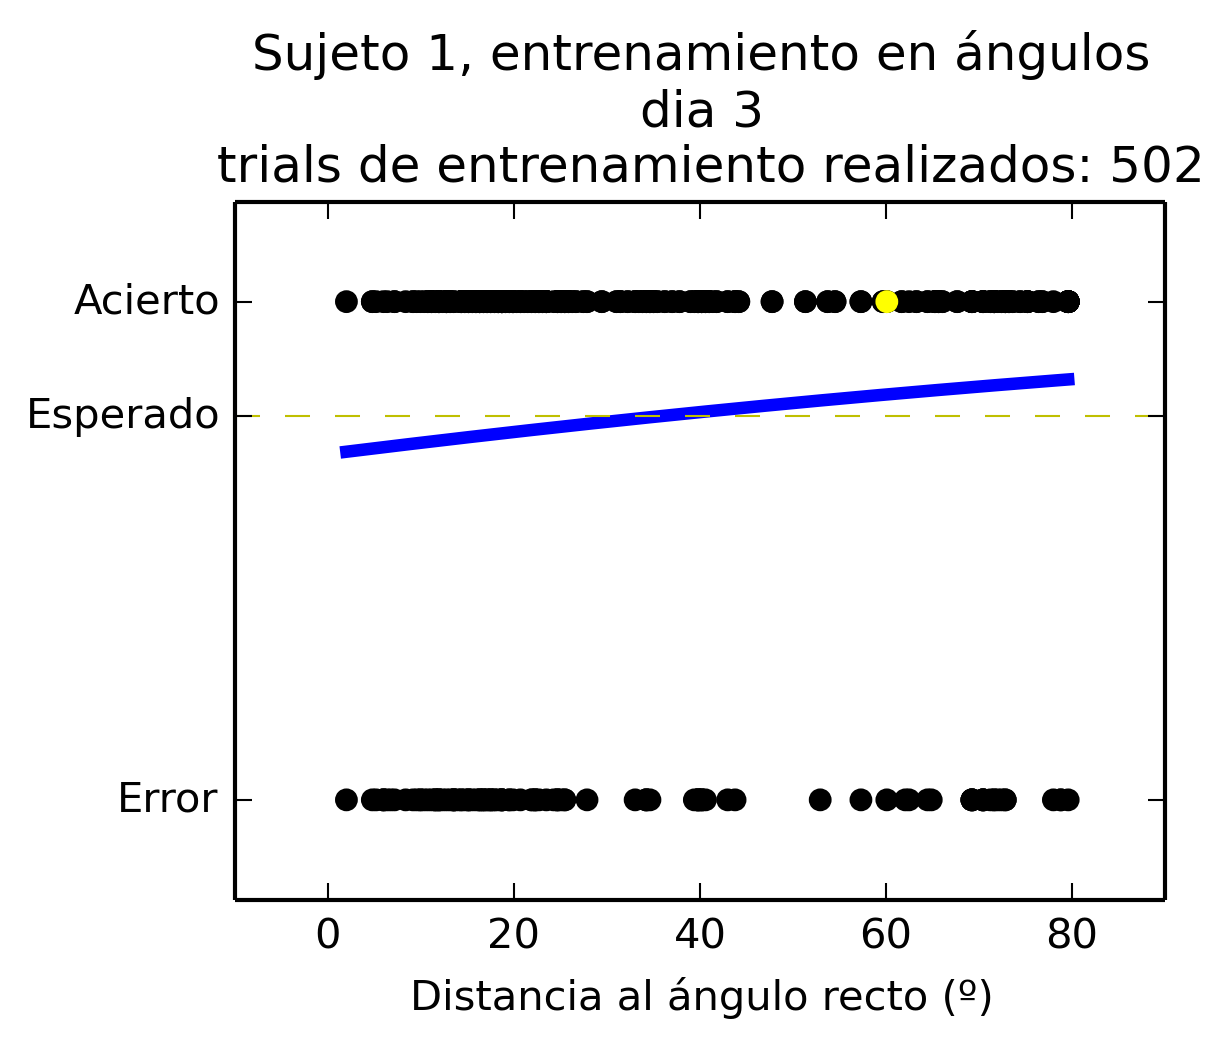 Sujeto 1, entrenamiento en ángulos
dia 3
trials de entrenamiento realizados: 502
Acierto
Esperado
Error
0 20 40 60 80
Distancia al ángulo recto (º)